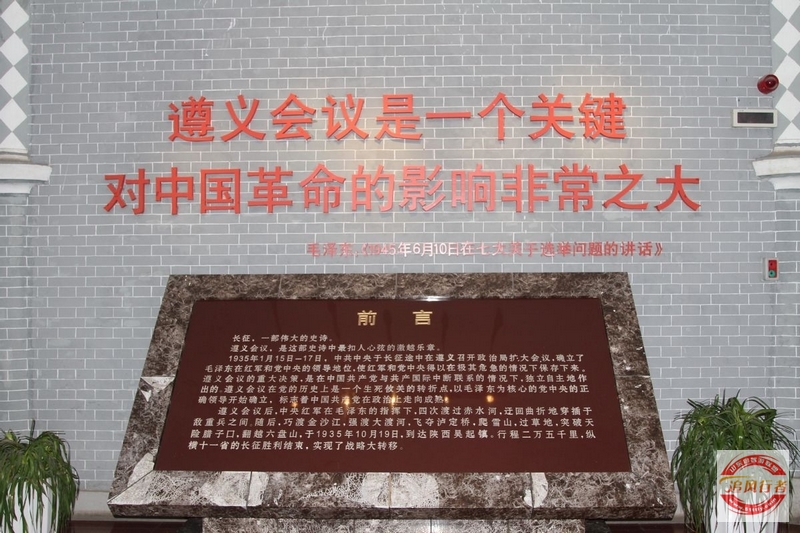 遵义会议是一个关键
对中国革命的影响非常之大
毛泽东《1945年6月10日在七大关于选举问题的讲话》
前言
长征，一部伟大的史诗。
遵义会议，是这部史诗中最扣人心弦的激越乐章。
1935年1月15日—17日，中共中央于长征途中在遵义召开政治局扩大会议，确立了
毛泽东在红军和党中央的领导地位，使红军和党中央得以在极其危急的情况下保存下来。
遵义会议的重大决策，是在中国共产党与共产国际中断联系的情况下，独立自主地作
出的。遵义会议在党的历史上是一个生死攸关的转折点，以毛泽东为核心的党中央的正
确领导开始确立，标志着中国共产党在政治上走向成熟。
遵义会议后，中央红军在毛泽东的指挥下，四次渡过赤水河，迂回曲折地穿插于
敌重兵之间。随后，巧渡金沙江，强渡大渡河，飞夺泸定桥，爬雪山，过草地，突破天
险腊子口，翻越六盘山，于1935年10月19日，到达陕西吴起镇。行程二万五千里，纵
横十一省的长征胜利结束，实现了战略大转移。
追风行者